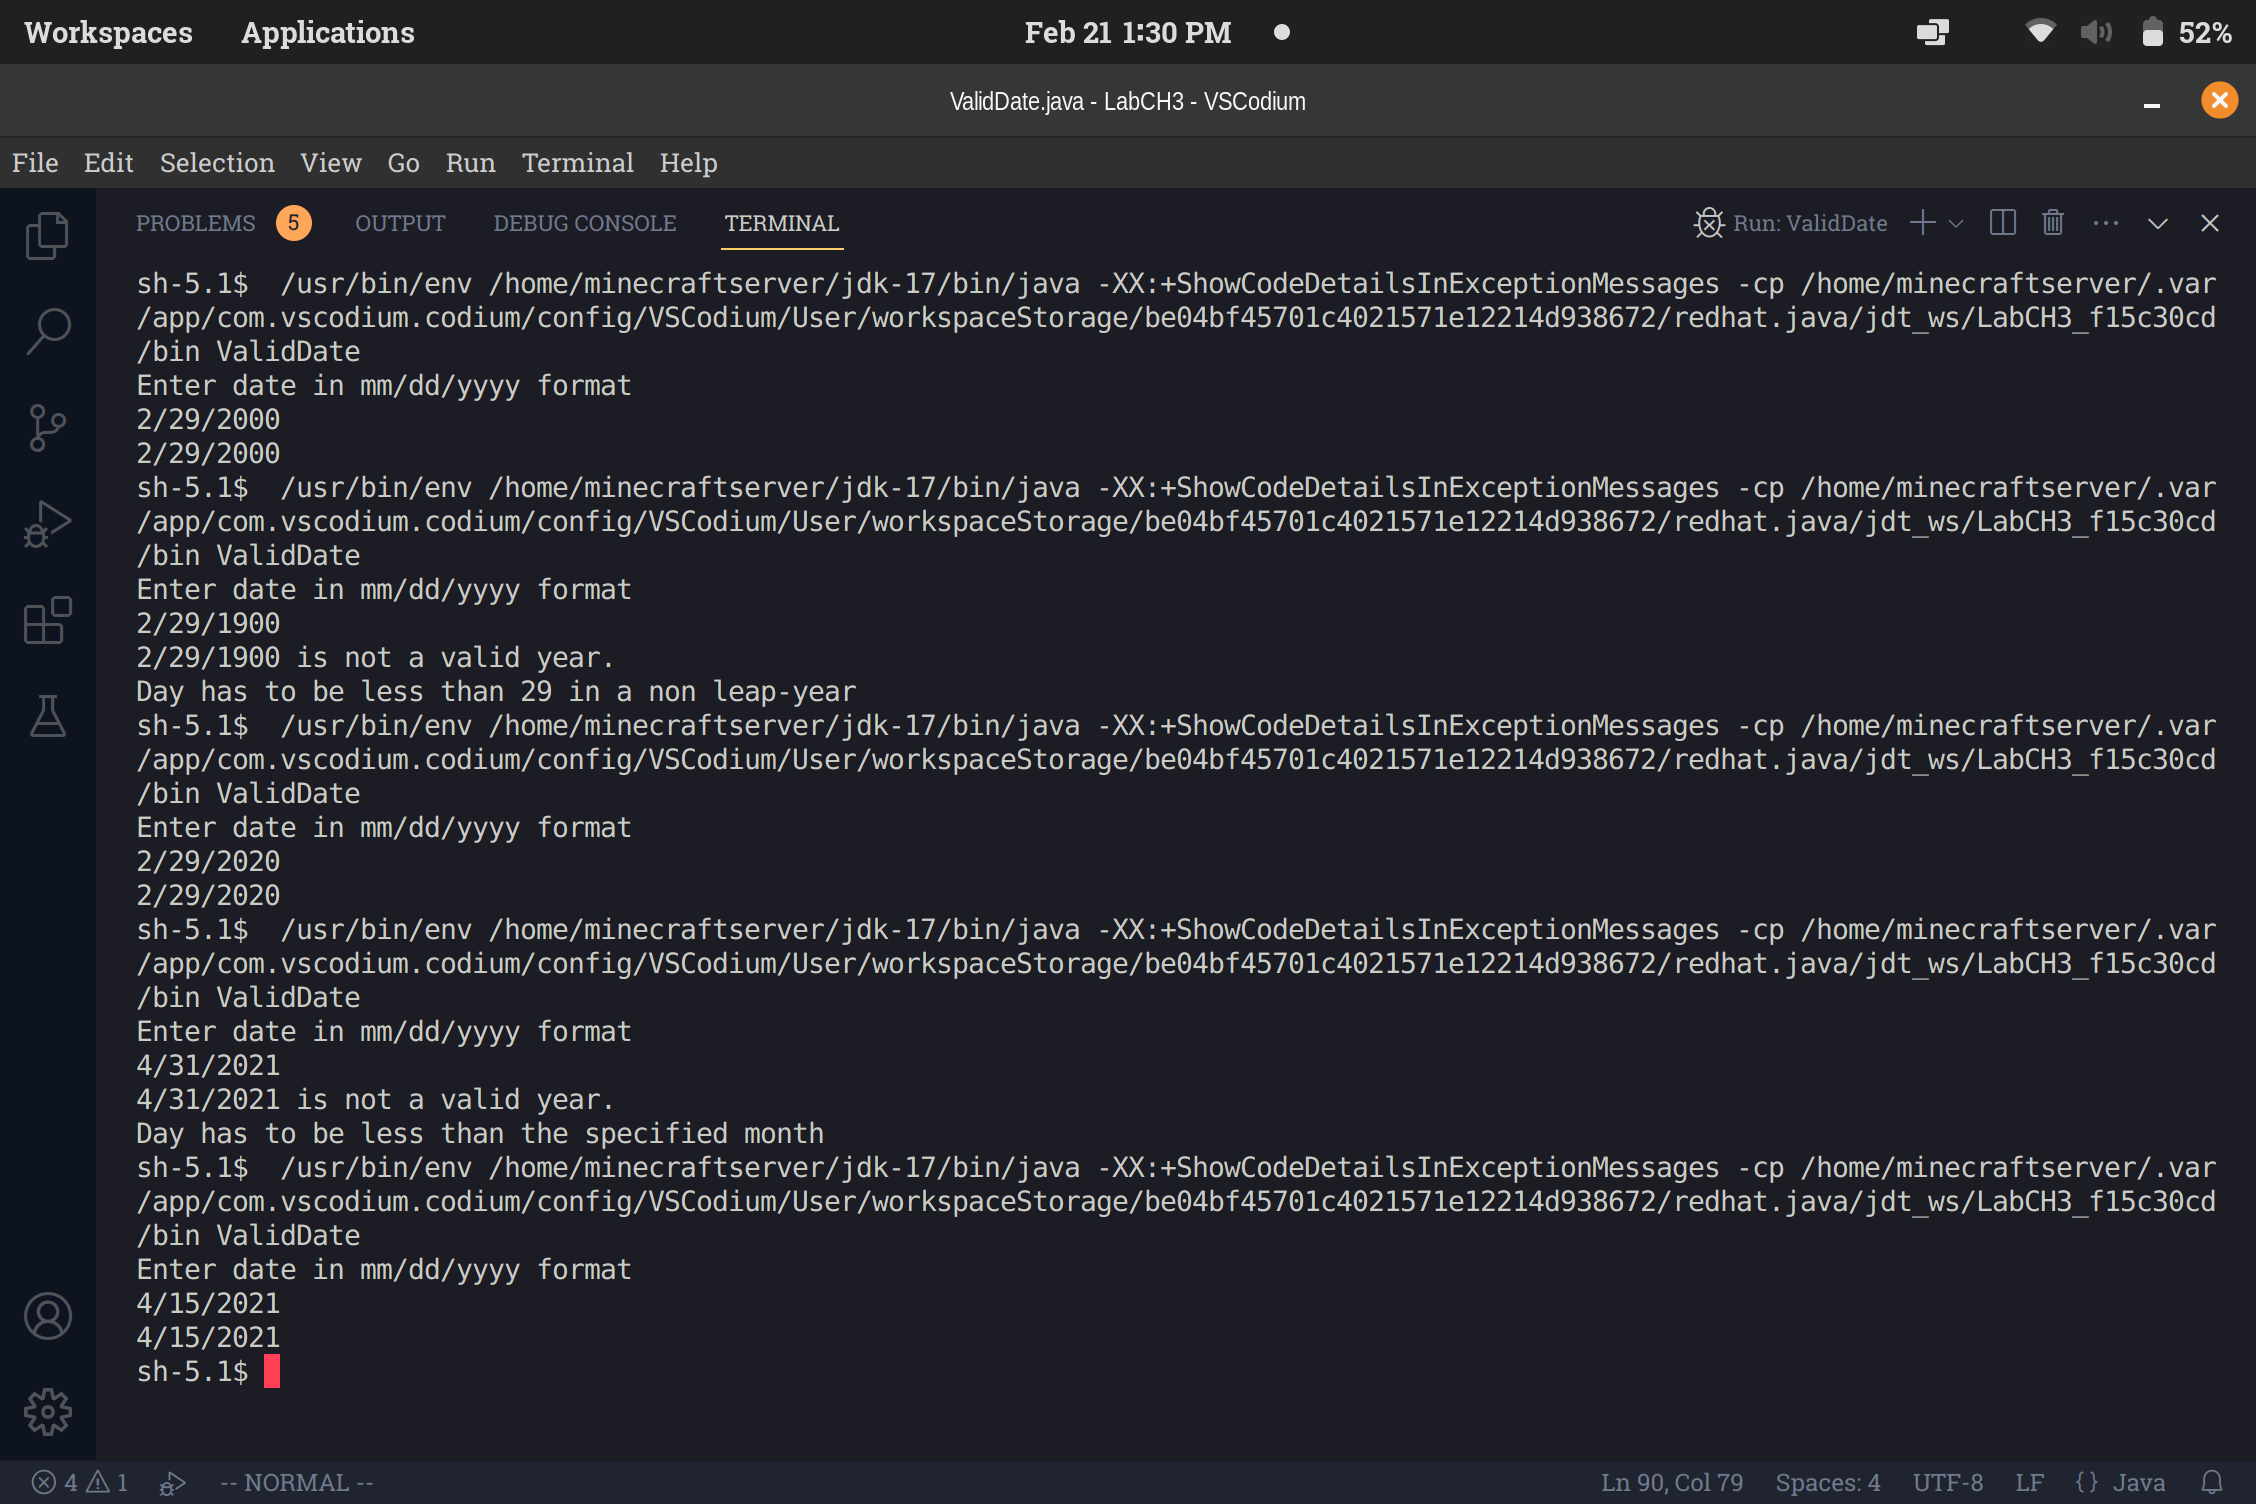 Workspaces Applications Feb 21 1:30 PM 52%
ValidDate.java - LabCH3 - VSCodium
File Edit Selection View Go Run Terminal Help
PROBLEMS 5 OUTPUT DEBUG CONSOLE TERMINAL Run: ValidDate
sh-5.1$  /usr/bin/env /home/minecraftserver/jdk-17/bin/java -XX:+ShowCodeDetailsInExceptionMessages -cp /home/minecraftserver/.var
/app/com.vscodium.codium/config/VSCodium/User/workspaceStorage/be04bf45701c4021571e12214d938672/redhat.java/jdt_ws/LabCH3_f15c30cd
/bin ValidDate
Enter date in mm/dd/yyyy format
2/29/2000
2/29/2000
sh-5.1$  /usr/bin/env /home/minecraftserver/jdk-17/bin/java -XX:+ShowCodeDetailsInExceptionMessages -cp /home/minecraftserver/.var
/app/com.vscodium.codium/config/VSCodium/User/workspaceStorage/be04bf45701c4021571e12214d938672/redhat.java/jdt_ws/LabCH3_f15c30cd
/bin ValidDate
Enter date in mm/dd/yyyy format
2/29/1900
2/29/1900 is not a valid year.
Day has to be less than 29 in a non leap-year
sh-5.1$  /usr/bin/env /home/minecraftserver/jdk-17/bin/java -XX:+ShowCodeDetailsInExceptionMessages -cp /home/minecraftserver/.var
/app/com.vscodium.codium/config/VSCodium/User/workspaceStorage/be04bf45701c4021571e12214d938672/redhat.java/jdt_ws/LabCH3_f15c30cd
/bin ValidDate
Enter date in mm/dd/yyyy format
2/29/2020
2/29/2020
sh-5.1$  /usr/bin/env /home/minecraftserver/jdk-17/bin/java -XX:+ShowCodeDetailsInExceptionMessages -cp /home/minecraftserver/.var
/app/com.vscodium.codium/config/VSCodium/User/workspaceStorage/be04bf45701c4021571e12214d938672/redhat.java/jdt_ws/LabCH3_f15c30cd
/bin ValidDate
Enter date in mm/dd/yyyy format
4/31/2021
4/31/2021 is not a valid year.
Day has to be less than the specified month
sh-5.1$  /usr/bin/env /home/minecraftserver/jdk-17/bin/java -XX:+ShowCodeDetailsInExceptionMessages -cp /home/minecraftserver/.var
/app/com.vscodium.codium/config/VSCodium/User/workspaceStorage/be04bf45701c4021571e12214d938672/redhat.java/jdt_ws/LabCH3_f15c30cd
/bin ValidDate
Enter date in mm/dd/yyyy format
4/15/2021
4/15/2021
sh-5.1$
4 1 -- NORMAL -- Ln 90, Col 79 Spaces: 4 UTF-8 LF {} Java